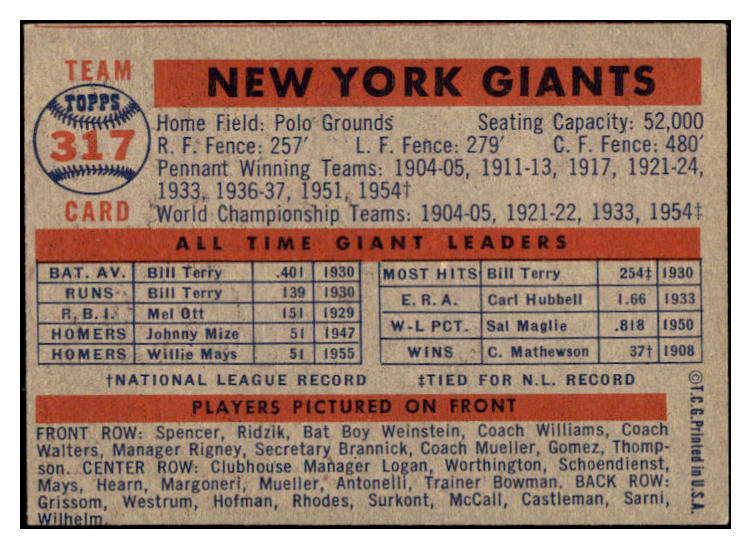 TEAM
TOPPS
317
CARD
NEW YORK GIANTS
Home Field: Polo Grounds Seating Capacity: 52,000
R. F. Fence: 257′ L. F. Fence: 279′ C. F. Fence: 480′
Pennant Winning Teams: 1904-05, 1911-13, 1917, 1921-24,
1933, 1936-37, 1951, 1954†
World Championship Teams: 1904-05, 1921-22, 1933, 1954‡
ALL TIME GIANT LEADERS
BAT. AV. Bill Terry .401 1930
RUNS Bill Terry 139 1930
R.B.I. Mel Ott 151 1929
HOMERS Johnny Mize 51 1947
HOMERS Willie Mays 51 1955
MOST HITS Bill Terry 254‡ 1930
E.R.A. Carl Hubbell 1.66 1933
W-L PCT. Sal Maglie .818 1950
WINS C. Mathewson 37† 1908
†NATIONAL LEAGUE RECORD ‡TIED FOR N.L. RECORD
PLAYERS PICTURED ON FRONT
FRONT ROW: Spencer, Ridzik, Bat Boy Weinstein, Coach Williams, Coach
Walters, Manager Rigney, Secretary Brannick, Coach Mueller, Gomez, Thomp-
son. CENTER ROW: Clubhouse Manager Logan, Worthington, Schoendienst,
Mays, Hearn, Margoneri, Mueller, Antonelli, Trainer Bowman. BACK ROW:
Grissom, Westrum, Hofman, Rhodes, Surkont, McCall, Castleman, Sarni,
Wilhelm.
©T.C.G. Printed in U.S.A.